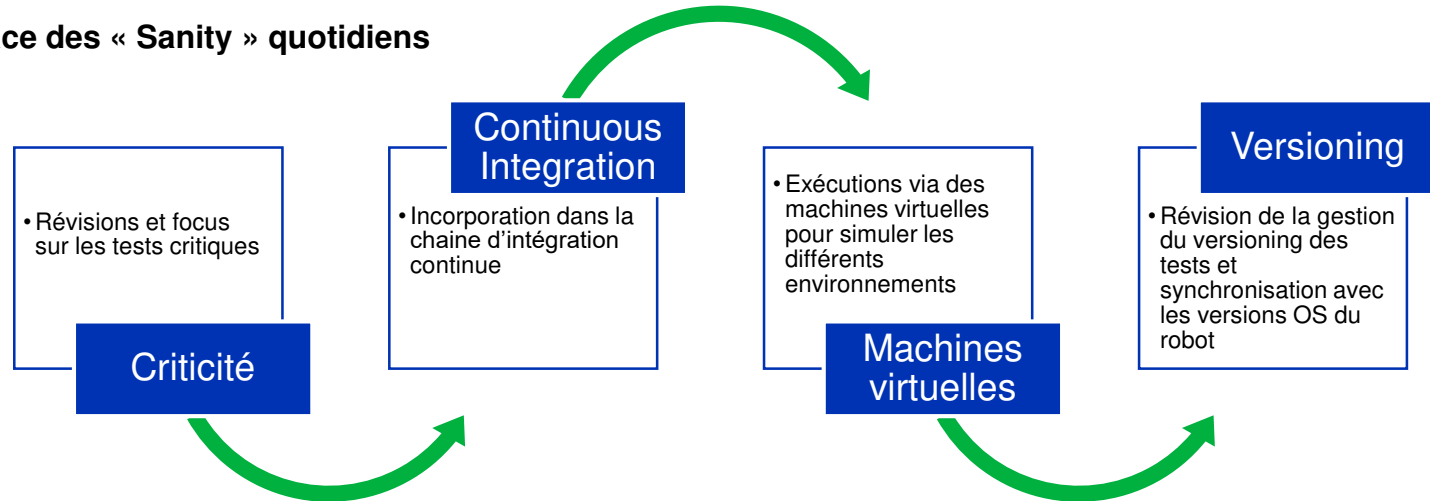 ce des « Sanity » quotidiens
• Révisions et focus
sur les tests critiques
Criticité
Continuous
Integration
• Incorporation dans la
chaine d'intégration
continue
• Exécutions via des
machines virtuelles
pour simuler les
différents
environnements
Machines
virtuelles
Versioning
• Révision de la gestion
du versioning des
tests et
synchronisation avec
les versions OS du
robot